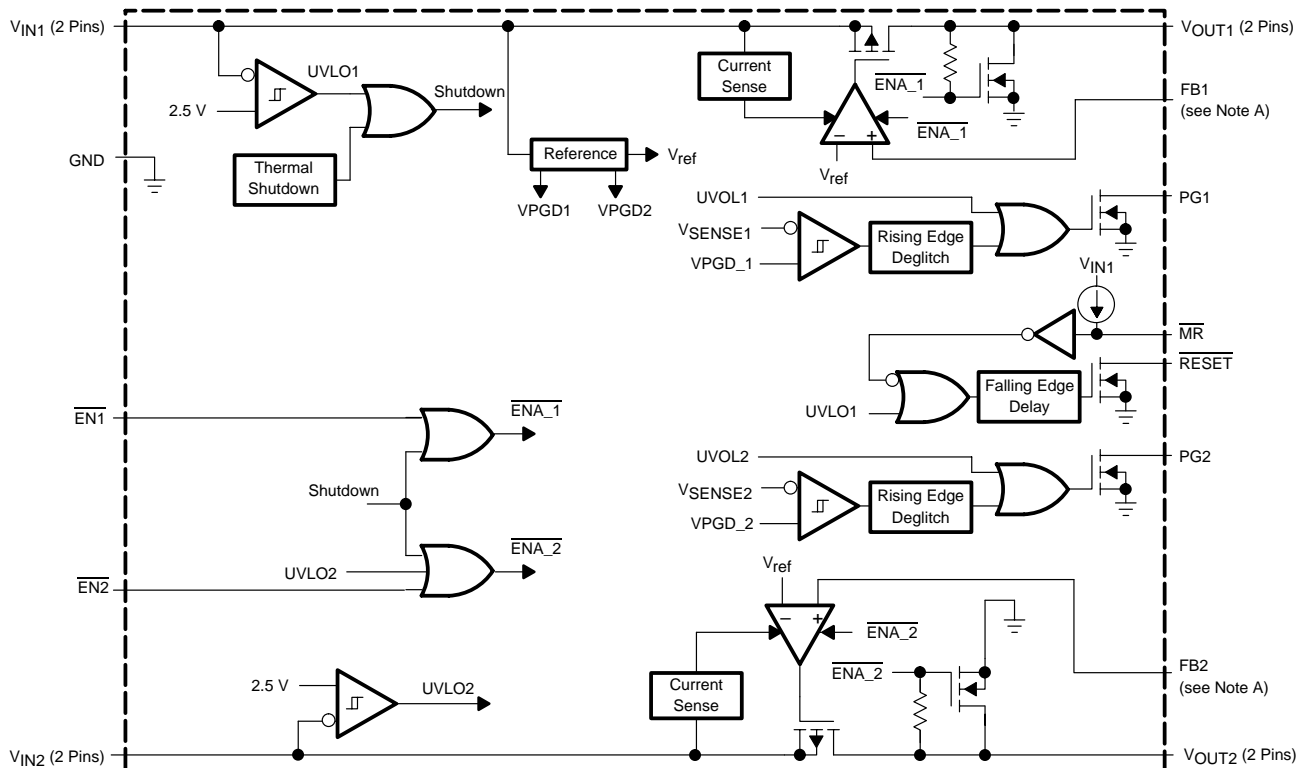 VIN1 (2 Pins)
VOUT1 (2 Pins)
UVLO1
2.5 V
Shutdown
Current
Sense
ENA_1
ENA_1
FB1
(see Note A)
GND
Thermal
Shutdown
Reference
Vref
VPGD1
VPGD2
Vref
− +
UVOL1
PG1
VSENSE1
VPGD_1
Rising Edge
Deglitch
VIN1
MR
RESET
Falling Edge
Delay
UVLO1
EN1
ENA_1
UVOL2
PG2
VSENSE2
VPGD_2
Rising Edge
Deglitch
Shutdown
ENA_2
UVLO2
EN2
Vref
− +
ENA_2
ENA_2
FB2
(see Note A)
2.5 V
UVLO2
Current
Sense
VIN2 (2 Pins)
VOUT2 (2 Pins)